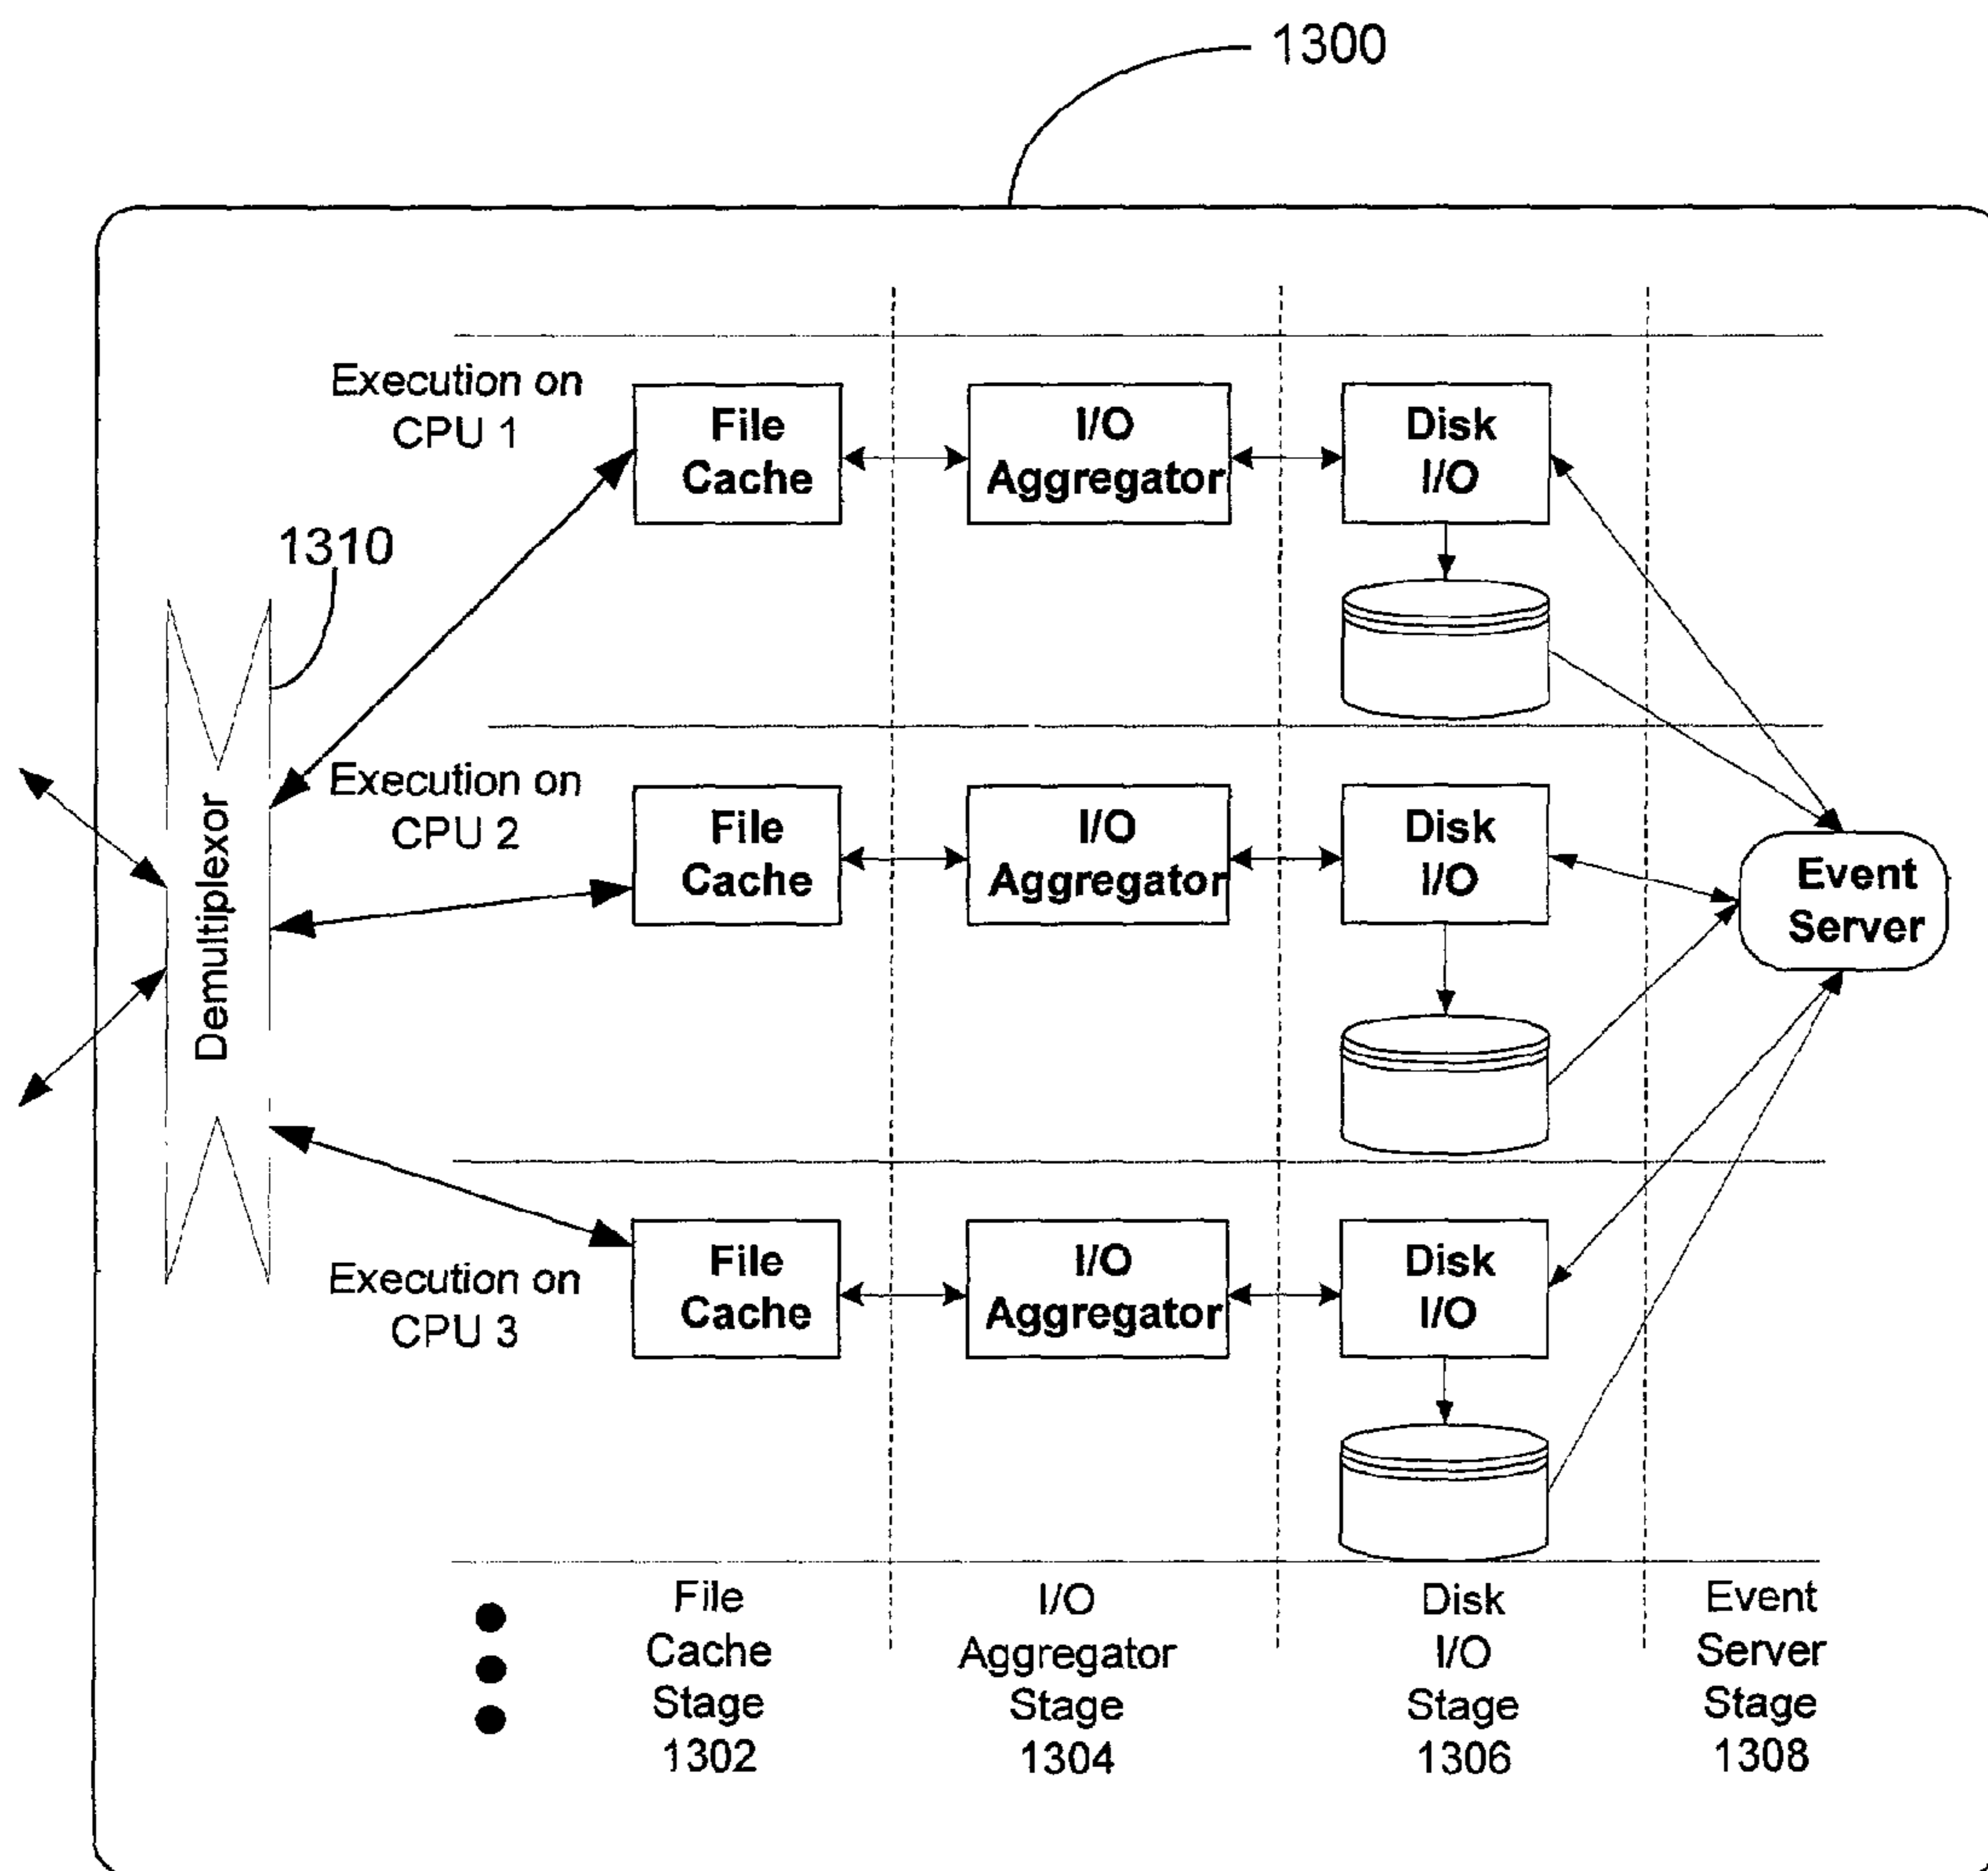 1300
Execution on
CPU 1
File
Cache
I/O
Aggregator
Disk
I/O
1310
Demultiplexor
Execution on
CPU 2
File
Cache
I/O
Aggregator
Disk
I/O
Event
Server
Execution on
CPU 3
File
Cache
I/O
Aggregator
Disk
I/O
File
Cache
Stage
1302
I/O
Aggregator
Stage
1304
Disk
I/O
Stage
1306
Event
Server
Stage
1308